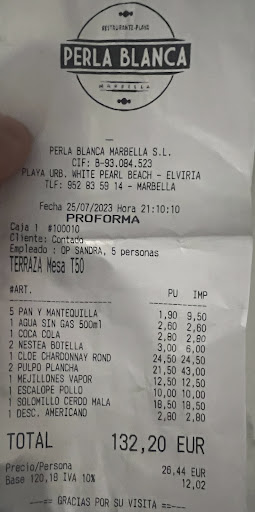 RESTAURANTE-PLAYA
PERLA BLANCA
MARBELLA
PERLA BLANCA MARBELLA S.L.
CIF: B-93.084.523
PLAYA URB. WHITE PEARL BEACH - ELVIRIA
TLF: 952 83 59 14 - MARBELLA
Fecha 25/07/2023 Hora 21:10:10
PROFORMA
Caja 1 #100010
Cliente: Contado
Empleado : OP SANDRA, 5 personas
TERRAZA Mesa T50
#ART. PU IMP
5 PAN Y MANTEQUILLA 1,90 9,50
1 AGUA SIN GAS 500ml 2,60 2,60
1 COCA COLA 2,80 2,80
2 NESTEA BOTELLA 3,00 6,00
1 CLOE CHARDONNAY ROND 24,50 24,50
2 PULPO PLANCHA 21,50 43,00
1 MEJILLONES VAPOR 12,50 12,50
1 ESCALOPE POLLO 10,00 10,00
1 SOLOMILLO CERDO MALA 18,50 18,50
1 DESC. AMERICANO 2,80 2,80
TOTAL 132,20 EUR
Precio/Persona 26,44 EUR
Base 120,18 IVA 10% 12,02
---== GRACIAS POR SU VISITA ==---